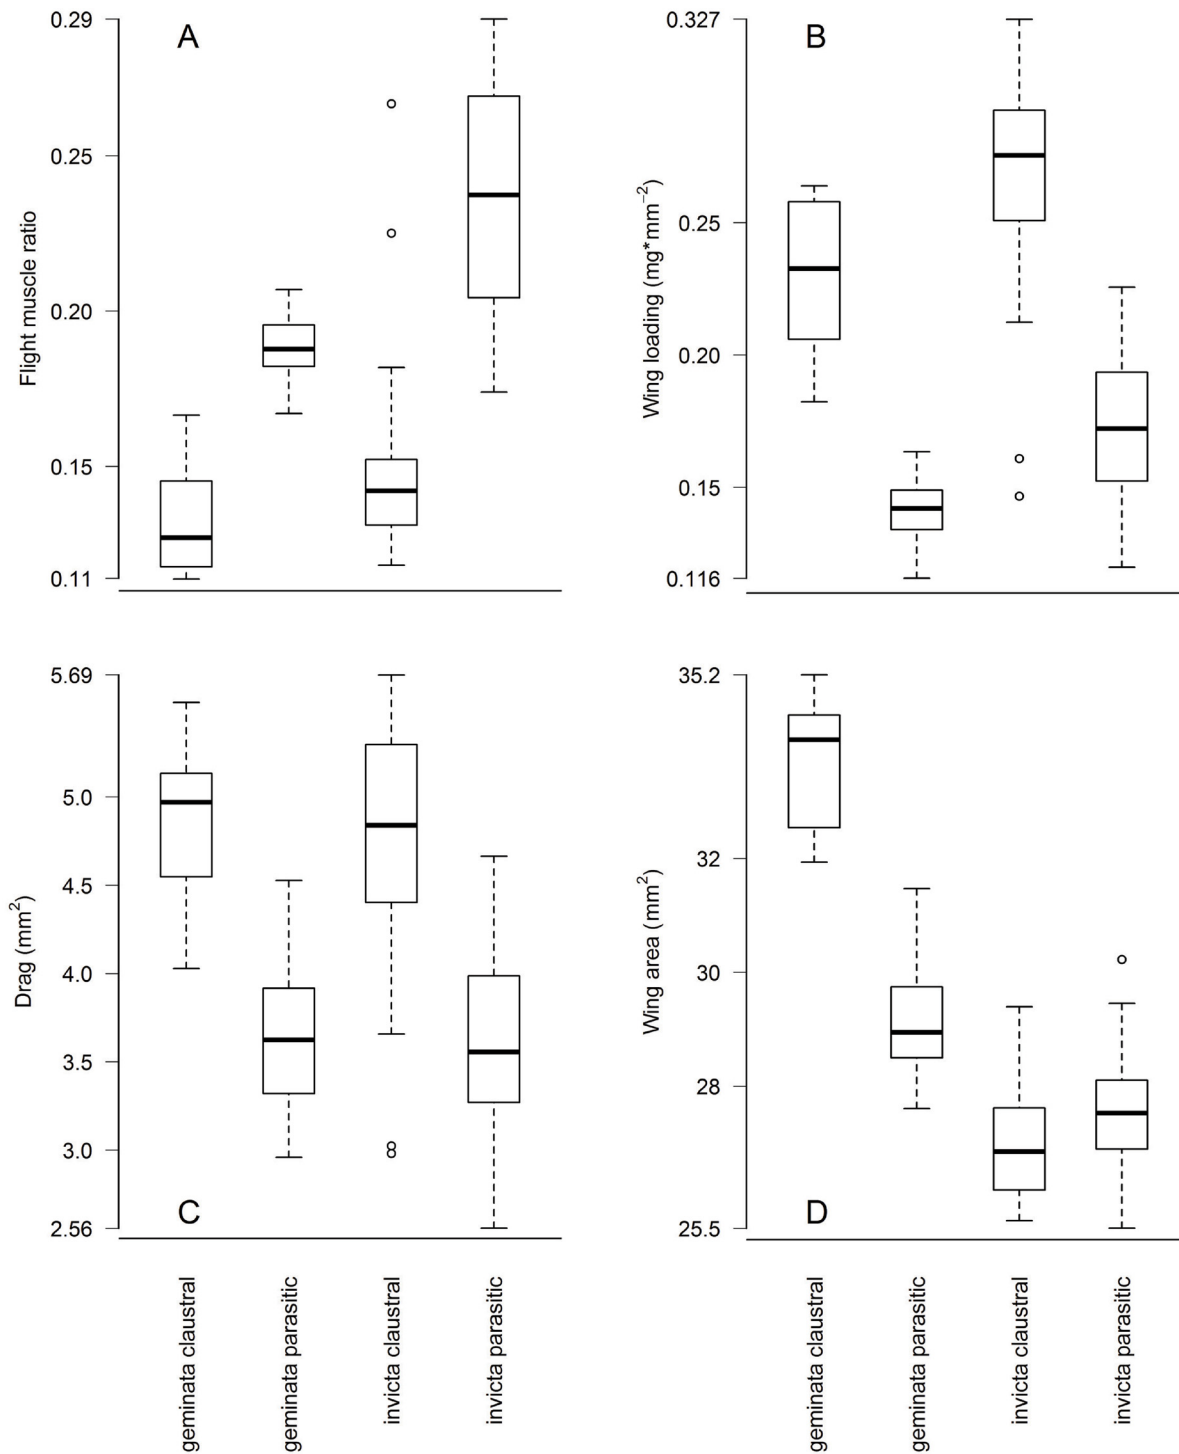 A
Flight muscle ratio
0.29
0.25
0.20
0.15
0.11
B
Wing loading (mg*mm−2)
0.327
0.25
0.20
0.15
0.116
C
Drag (mm2)
5.69
5.0
4.5
4.0
3.5
3.0
2.56
geminata claustral
geminata parasitic
invicta claustral
invicta parasitic
D
Wing area (mm2)
35.2
32
30
28
25.5
geminata claustral
geminata parasitic
invicta claustral
invicta parasitic